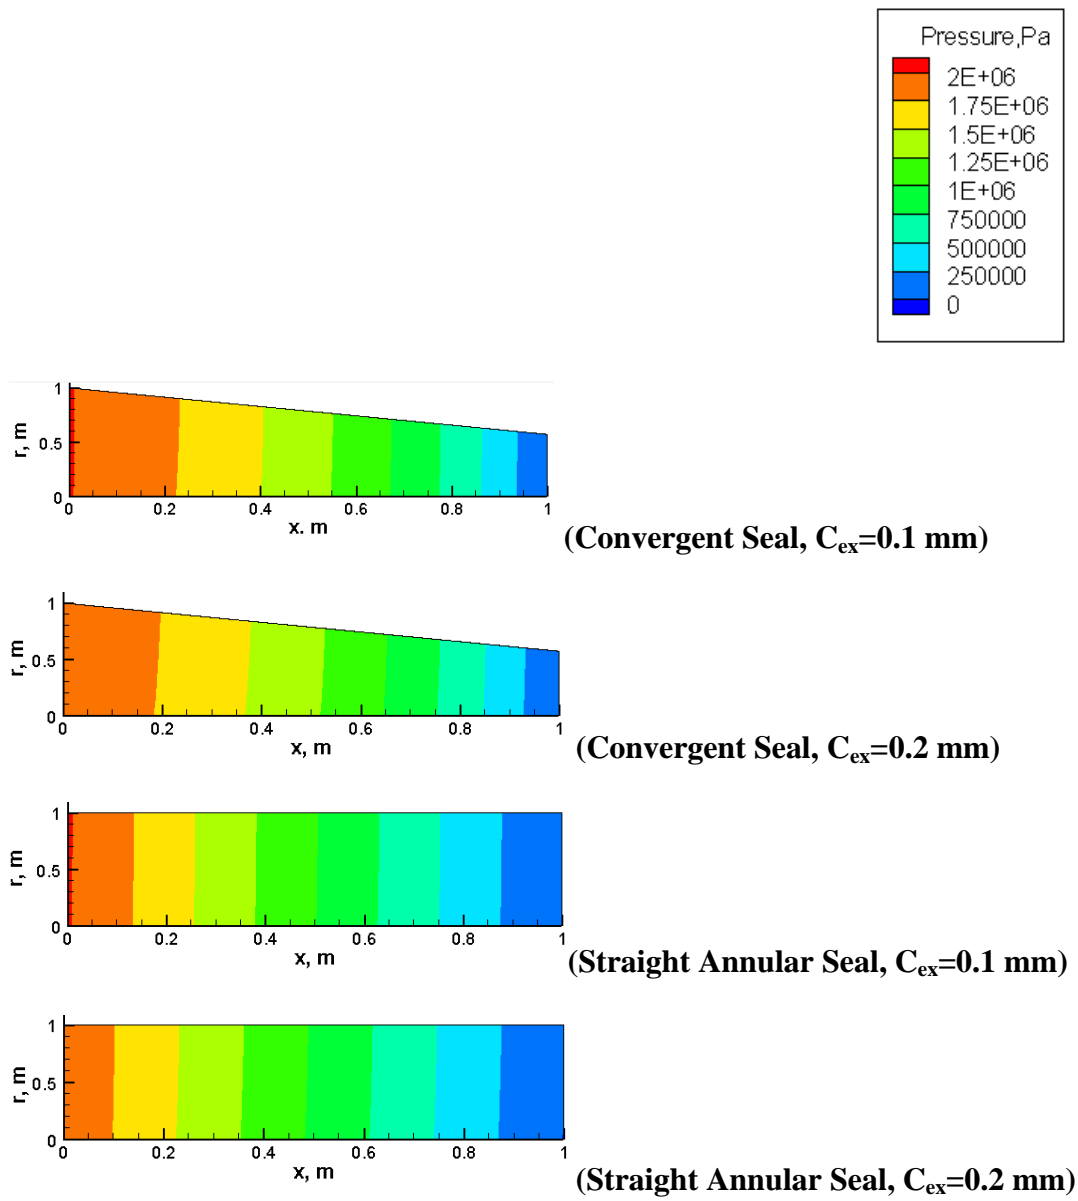 Pressure,Pa
2E+06
1.75E+06
1.5E+06
1.25E+06
1E+06
750000
500000
250000
0
1
0.5
0
r, m
0 0.2 0.4 0.6 0.8 1
x. m
(Convergent Seal, Cex=0.1 mm)
1
0.5
0
r, m
0 0.2 0.4 0.6 0.8 1
x, m
(Convergent Seal, Cex=0.2 mm)
1
0.5
0
r, m
0 0.2 0.4 0.6 0.8 1
x, m
(Straight Annular Seal, Cex=0.1 mm)
1
0.5
0
r, m
0 0.2 0.4 0.6 0.8 1
x, m
(Straight Annular Seal, Cex=0.2 mm)